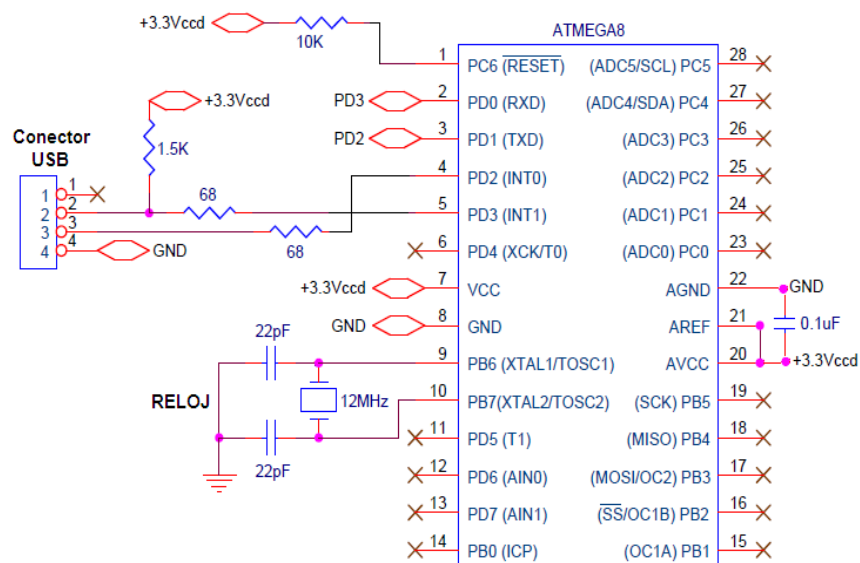 ATMEGA8
+3.3Vccd
10K
1 PC6 (RESET) (ADC5/SCL) PC5 28
PD3 2 PD0 (RXD) (ADC4/SDA) PC4 27
+3.3Vccd
PD2 3 PD1 (TXD) (ADC3) PC3 26
Conector
USB
1.5K
4 PD2 (INT0) (ADC2) PC2 25
1 1
2 2 68 5 PD3 (INT1) (ADC1) PC1 24
3 3 68
4 4 GND
6 PD4 (XCK/T0) (ADC0) PC0 23
+3.3Vccd 7 VCC AGND 22 GND
GND 8 GND AREF 21 0.1uF
22pF 9 PB6 (XTAL1/TOSC1) AVCC 20 +3.3Vccd
RELOJ 12MHz 10 PB7(XTAL2/TOSC2) (SCK) PB5 19
22pF 11 PD5 (T1) (MISO) PB4 18
12 PD6 (AIN0) (MOSI/OC2) PB3 17
13 PD7 (AIN1) (SS/OC1B) PB2 16
14 PB0 (ICP) (OC1A) PB1 15